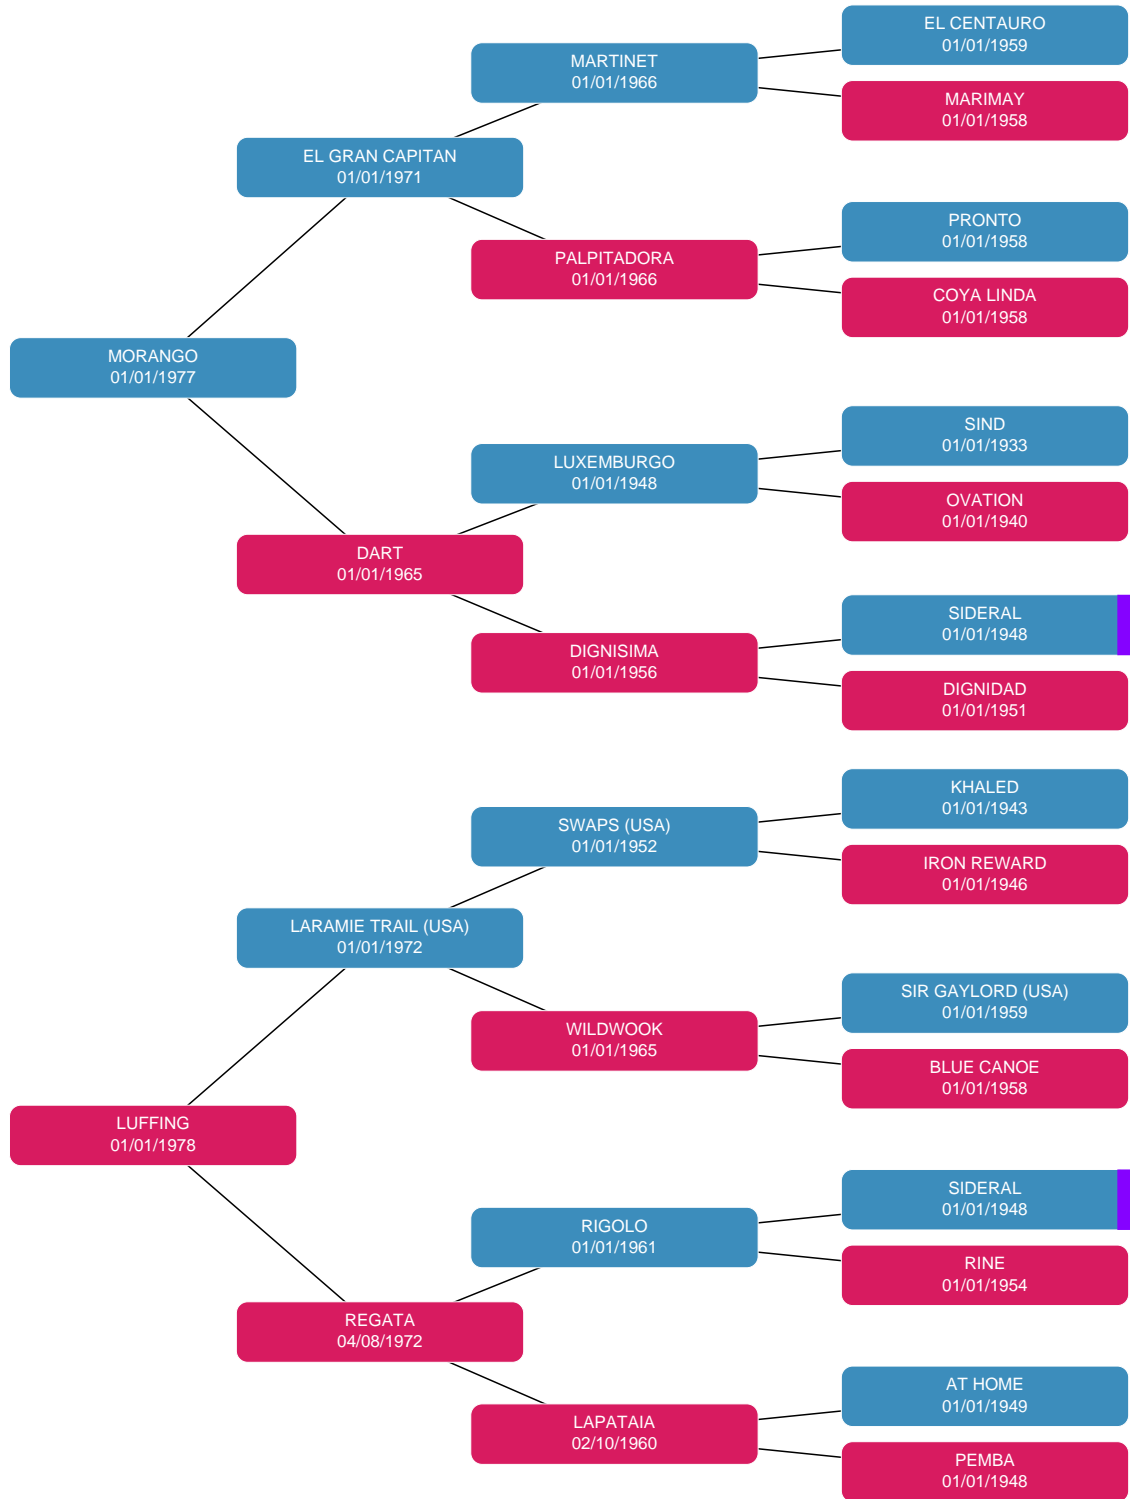 EL CENTAURO
01/01/1959
MARTINET
01/01/1966
MARIMAY
01/01/1958
EL GRAN CAPITAN
01/01/1971
PRONTO
01/01/1958
PALPITADORA
01/01/1966
COYA LINDA
01/01/1958
MORANGO
01/01/1977
SIND
01/01/1933
LUXEMBURGO
01/01/1948
OVATION
01/01/1940
DART
01/01/1965
SIDERAL
01/01/1948
DIGNISIMA
01/01/1956
DIGNIDAD
01/01/1951
KHALED
01/01/1943
SWAPS (USA)
01/01/1952
IRON REWARD
01/01/1946
LARAMIE TRAIL (USA)
01/01/1972
SIR GAYLORD (USA)
01/01/1959
WILDWOOK
01/01/1965
BLUE CANOE
01/01/1958
LUFFING
01/01/1978
SIDERAL
01/01/1948
RIGOLO
01/01/1961
RINE
01/01/1954
REGATA
04/08/1972
AT HOME
01/01/1949
LAPATAIA
02/10/1960
PEMBA
01/01/1948